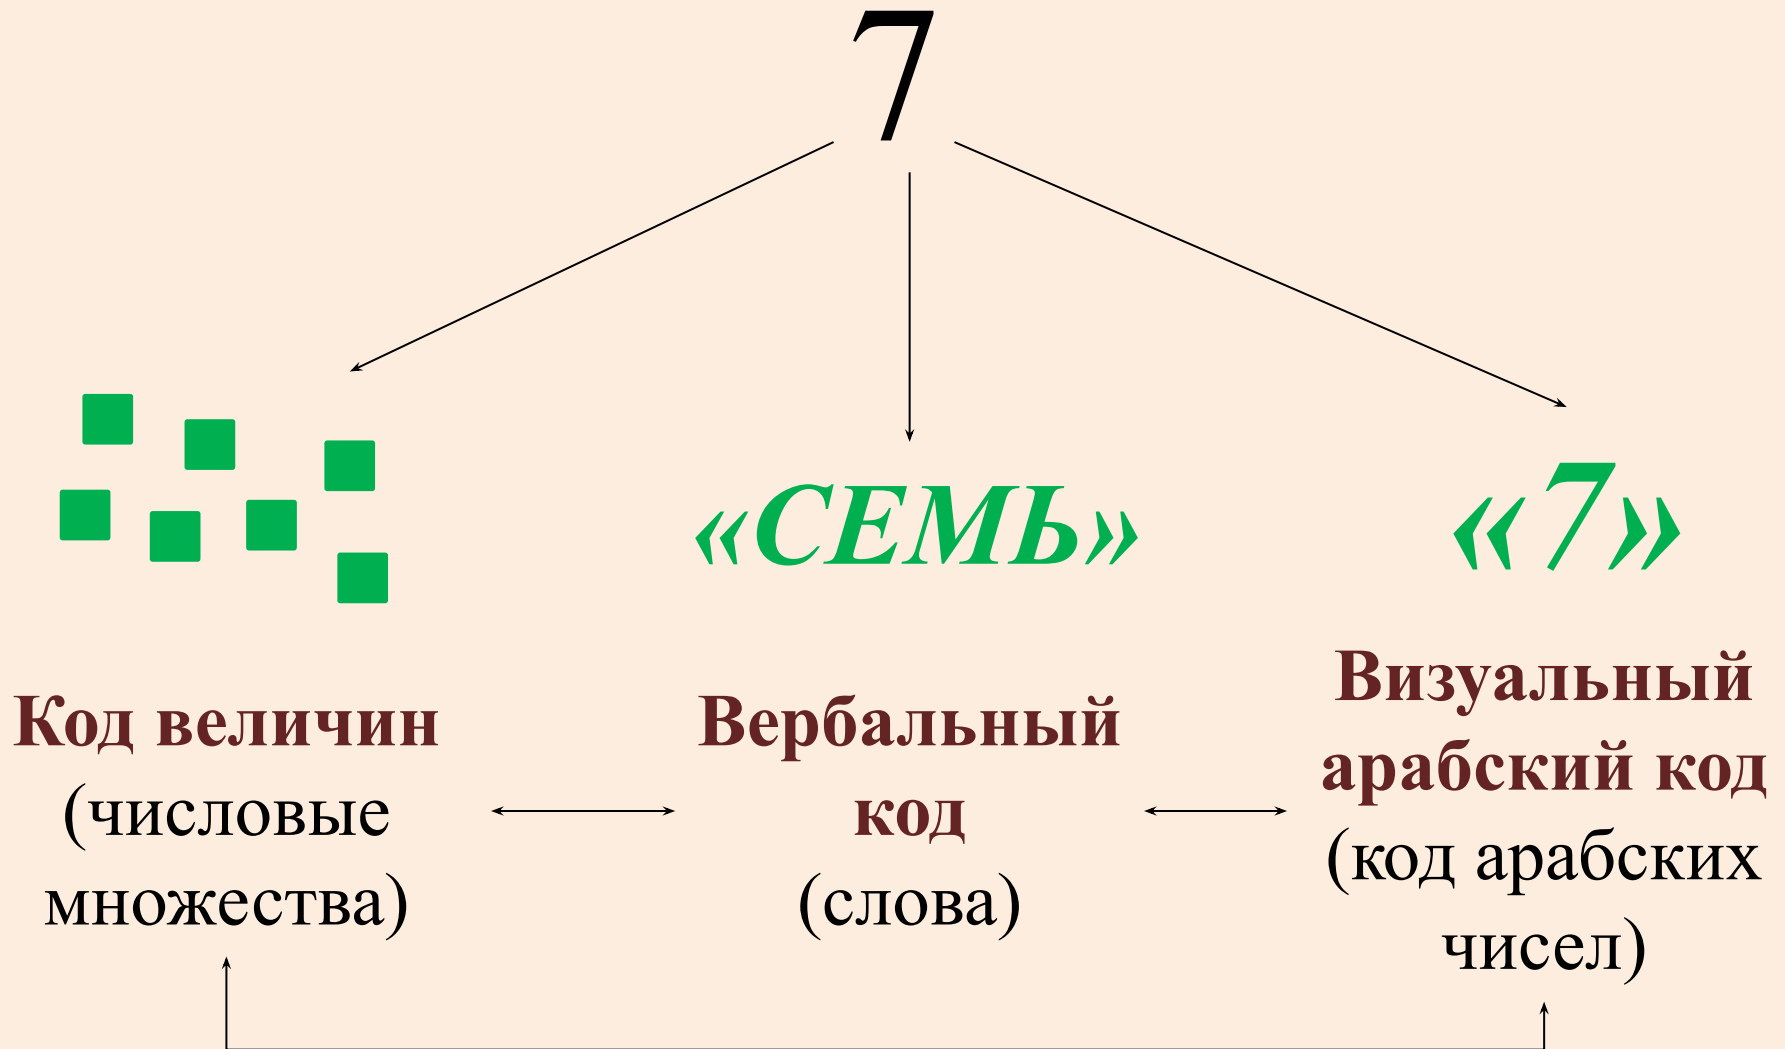 7
«СЕМЬ»
«7»
Код величин
(числовые
множества)
Вербальный
код
(слова)
Визуальный
арабский код
(код арабских
чисел)